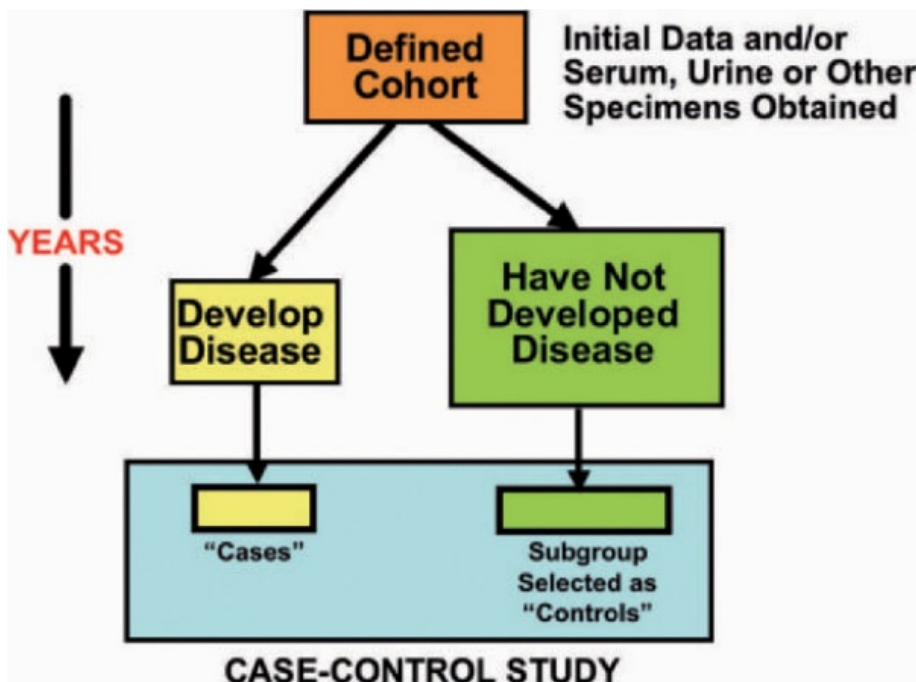 Defined
Cohort
Initial Data and/or
Serum, Urine or Other
Specimens Obtained
YEARS
Develop
Disease
Have Not
Developed
Disease
“Cases”
Subgroup
Selected as
“Controls”
CASE-CONTROL STUDY